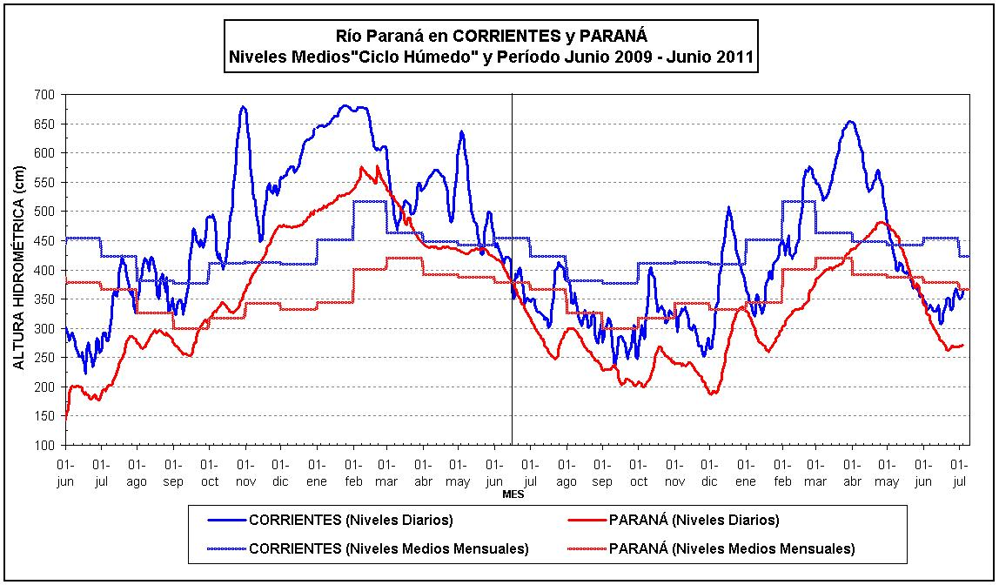 Río Paraná en CORRIENTES y PARANÁ
Niveles Medios"Ciclo Húmedo" y Período Junio 2009 - Junio 2011
700
650
600
550
500
450
400
350
300
250
200
150
100
ALTURA HIDROMÉTRICA (cm)
01- 01- 01- 01- 01- 01- 01- 01- 01- 01- 01- 01- 01- 01- 01- 01- 01- 01- 01- 01- 01- 01- 01- 01- 01- 01-
jun jul ago sep oct nov dic ene feb mar abr may jun jul ago sep oct nov dic ene feb mar abr may jun jul
MES
CORRIENTES (Niveles Diarios) PARANÁ (Niveles Diarios)
CORRIENTES (Niveles Medios Mensuales) PARANÁ (Niveles Medios Mensuales)